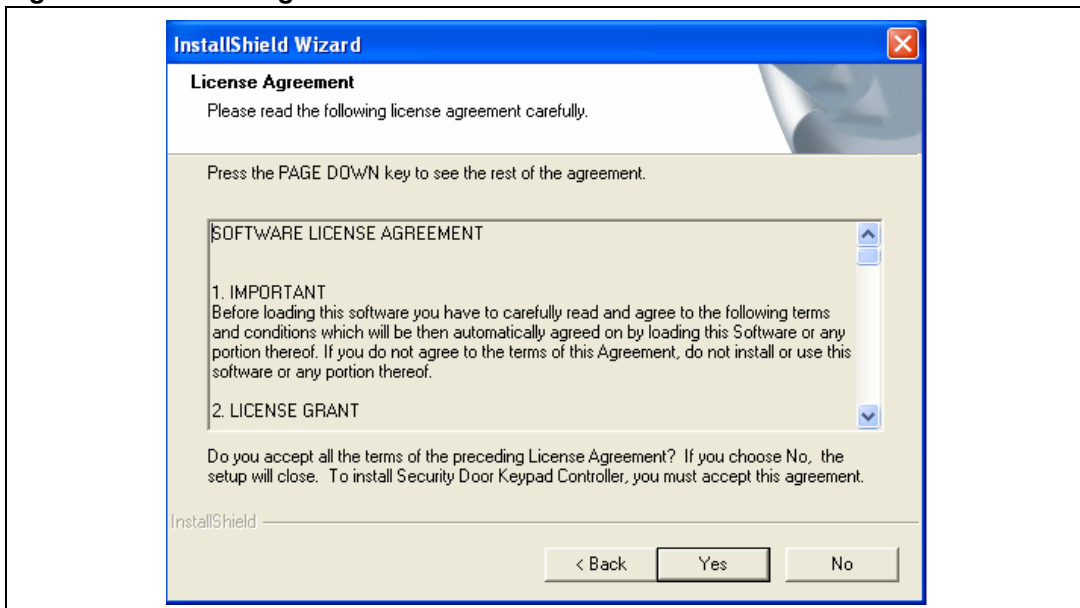 InstallShield Wizard
License Agreement
Please read the following license agreement carefully.
Press the PAGE DOWN key to see the rest of the agreement.
SOFTWARE LICENSE AGREEMENT
1. IMPORTANT
Before loading this software you have to carefully read and agree to the following terms
and conditions which will be then automatically agreed on by loading this Software or any
portion thereof. If you do not agree to the terms of this Agreement, do not install or use this
software or any portion thereof.
2. LICENSE GRANT
Do you accept all the terms of the preceding License Agreement? If you choose No, the
setup will close. To install Security Door Keypad Controller, you must accept this agreement.
InstallShield
< Back
Yes
No